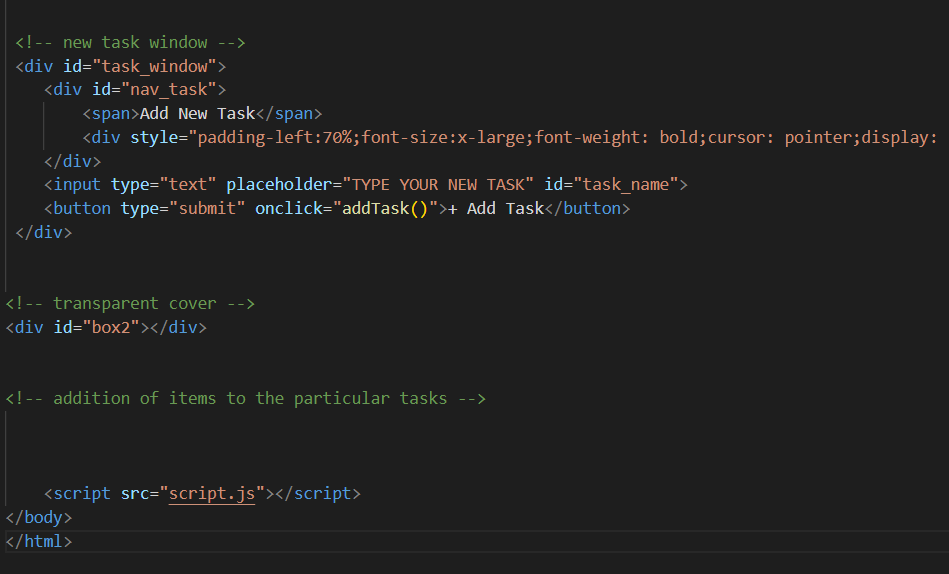 <!-- new task window -->
<div id="task_window">
<div id="nav_task">
<span>Add New Task</span>
<div style="padding-left:70%;font-size:x-large;font-weight: bold;cursor: pointer;display:
</div>
<input type="text" placeholder="TYPE YOUR NEW TASK" id="task_name">
<button type="submit" onclick="addTask()">+ Add Task</button>
</div>
<!-- transparent cover -->
<div id="box2"></div>
<!-- addition of items to the particular tasks -->
<script src="script.js"></script>
</body>
</html>